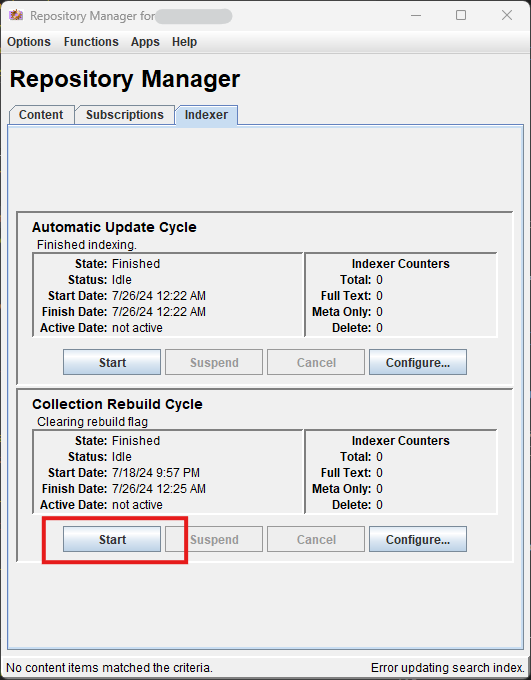 Repository Manager for
Options Functions Apps Help
Repository Manager
Content Subscriptions Indexer
Automatic Update Cycle
Finished indexing.
State: Finished
Status: Idle
Start Date: 7/26/24 12:22 AM
Finish Date: 7/26/24 12:22 AM
Active Date: not active
Indexer Counters
Total: 0
Full Text: 0
Meta Only: 0
Delete: 0
Start Suspend Cancel Configure...
Collection Rebuild Cycle
Clearing rebuild flag
State: Finished
Status: Idle
Start Date: 7/18/24 9:57 PM
Finish Date: 7/26/24 12:25 AM
Active Date: not active
Indexer Counters
Total: 0
Full Text: 0
Meta Only: 0
Delete: 0
Start Suspend Cancel Configure...
No content items matched the criteria. Error updating search index.